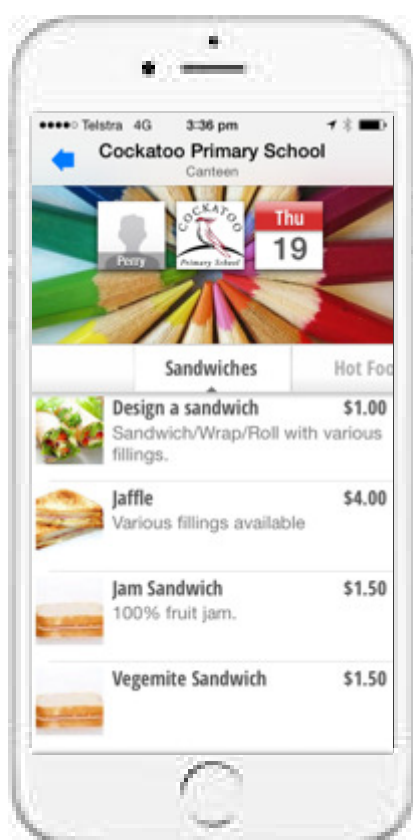 Telstra 4G 3:36 pm
Cockatoo Primary School
Canteen
Perry
COCKATOO
Primary School
Thu
19
Sandwiches
Hot Foo
Design a sandwich $1.00
Sandwich/Wrap/Roll with various
fillings.
Jaffle $4.00
Various fillings available
Jam Sandwich $1.50
100% fruit jam.
Vegemite Sandwich $1.50